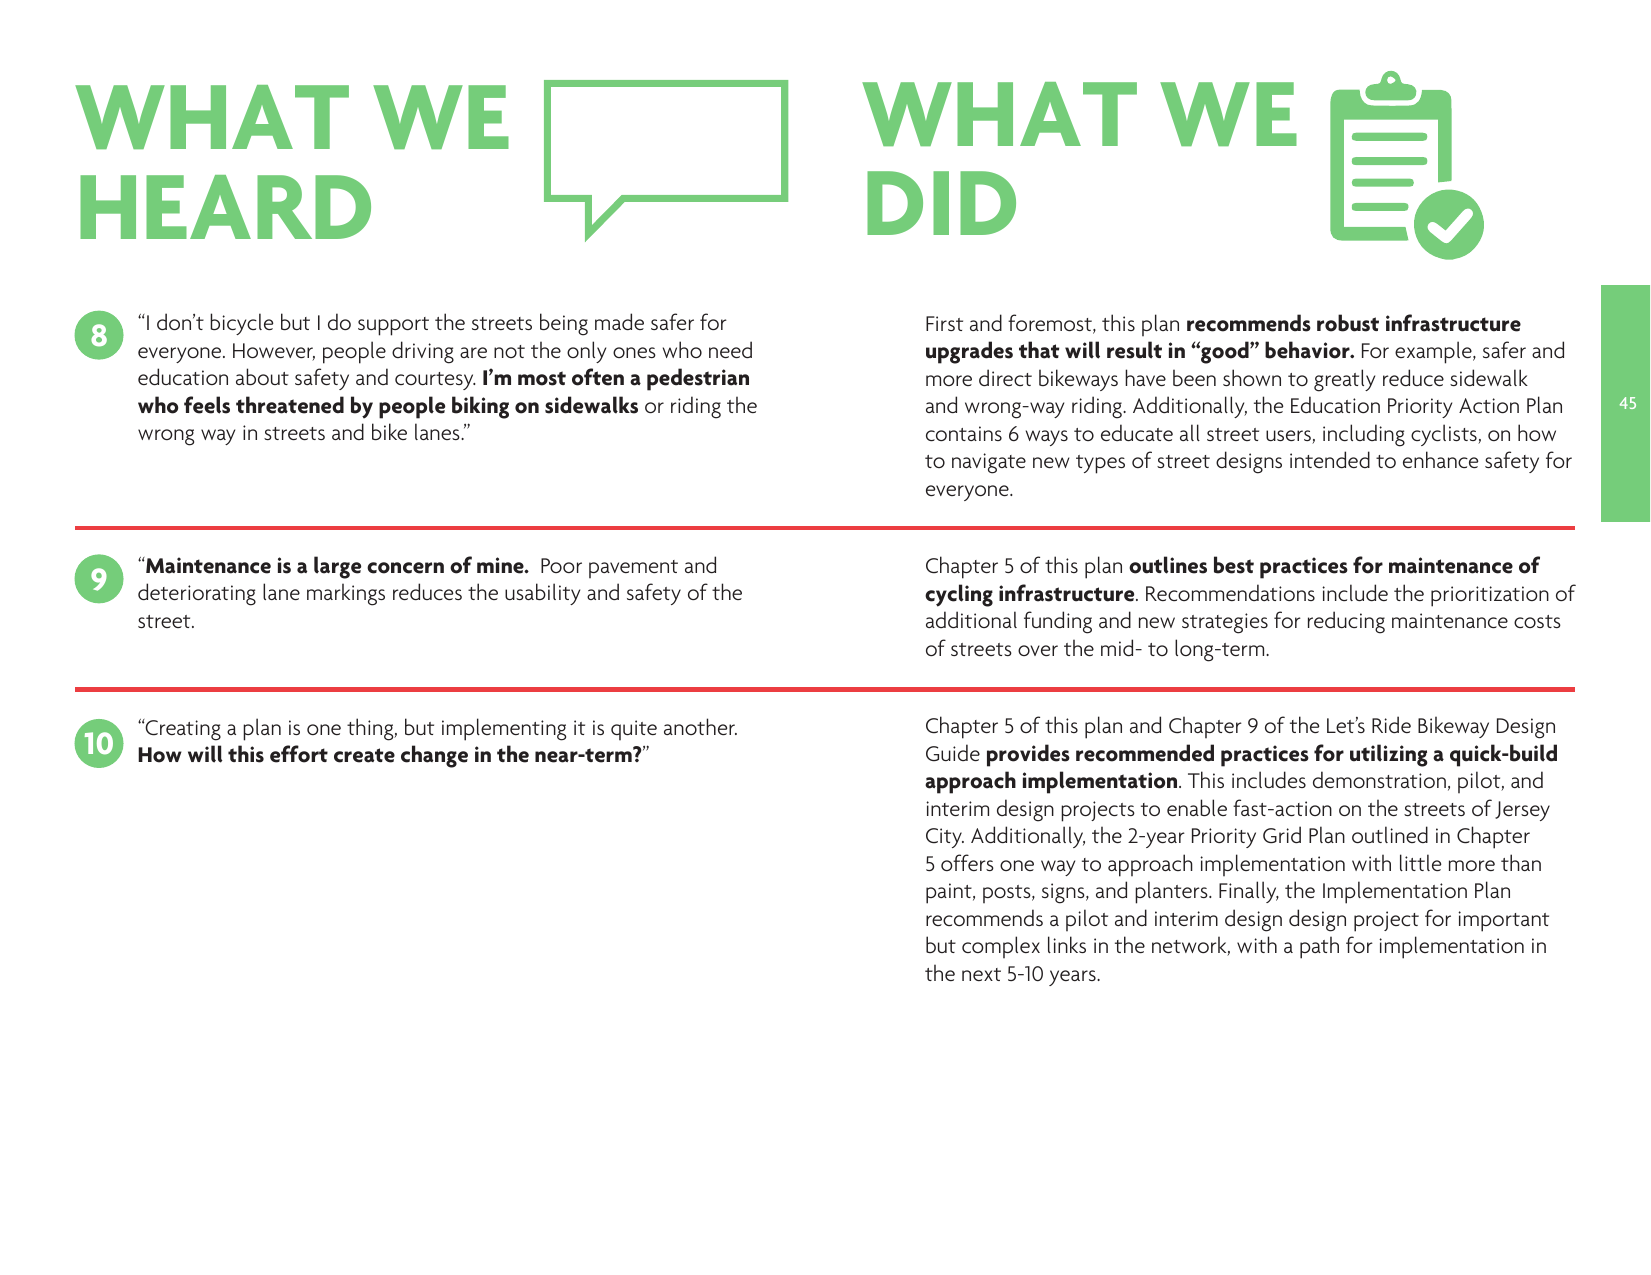 WHAT WE
HEARD
WHAT WE
DID
8
“I don’t bicycle but I do support the streets being made safer for
everyone. However, people driving are not the only ones who need
education about safety and courtesy. I’m most often a pedestrian
who feels threatened by people biking on sidewalks or riding the
wrong way in streets and bike lanes.”
First and foremost, this plan recommends robust infrastructure
upgrades that will result in “good” behavior. For example, safer and
more direct bikeways have been shown to greatly reduce sidewalk
and wrong-way riding. Additionally, the Education Priority Action Plan
contains 6 ways to educate all street users, including cyclists, on how
to navigate new types of street designs intended to enhance safety for
everyone.
45
9
“Maintenance is a large concern of mine.  Poor pavement and
deteriorating lane markings reduces the usability and safety of the
street.
Chapter 5 of this plan outlines best practices for maintenance of
cycling infrastructure. Recommendations include the prioritization of
additional funding and new strategies for reducing maintenance costs
of streets over the mid- to long-term.
10
“Creating a plan is one thing, but implementing it is quite another.
How will this effort create change in the near-term?”
Chapter 5 of this plan and Chapter 9 of the Let’s Ride Bikeway Design
Guide provides recommended practices for utilizing a quick-build
approach implementation. This includes demonstration, pilot, and
interim design projects to enable fast-action on the streets of Jersey
City. Additionally, the 2-year Priority Grid Plan outlined in Chapter
5 offers one way to approach implementation with little more than
paint, posts, signs, and planters. Finally, the Implementation Plan
recommends a pilot and interim design design project for important
but complex links in the network, with a path for implementation in
the next 5-10 years.